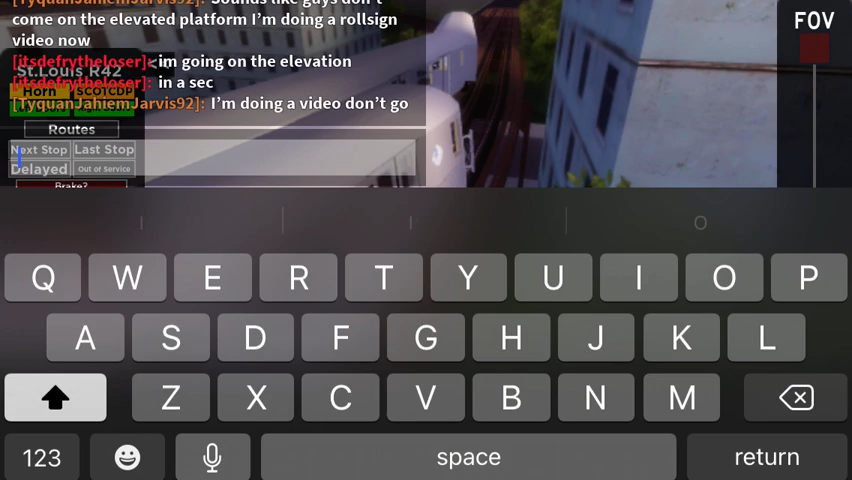 [TyquanJahiemJarvis92]: Sounds like guys don't
come on the elevated platform I'm doing a rollsign
video now
[itsdefrytheloser]: im going on the elevation
[itsdefrytheloser]: in a sec
[TyquanJahiemJarvis92]: I'm doing a video don't go
FOV
St.Louis R42
Horn
Routes
Next Stop Last Stop
Delayed Out of Service
Brake?
Q W E R T Y U I O P
A S D F G H J K L
Z X C V B N M
123 space return